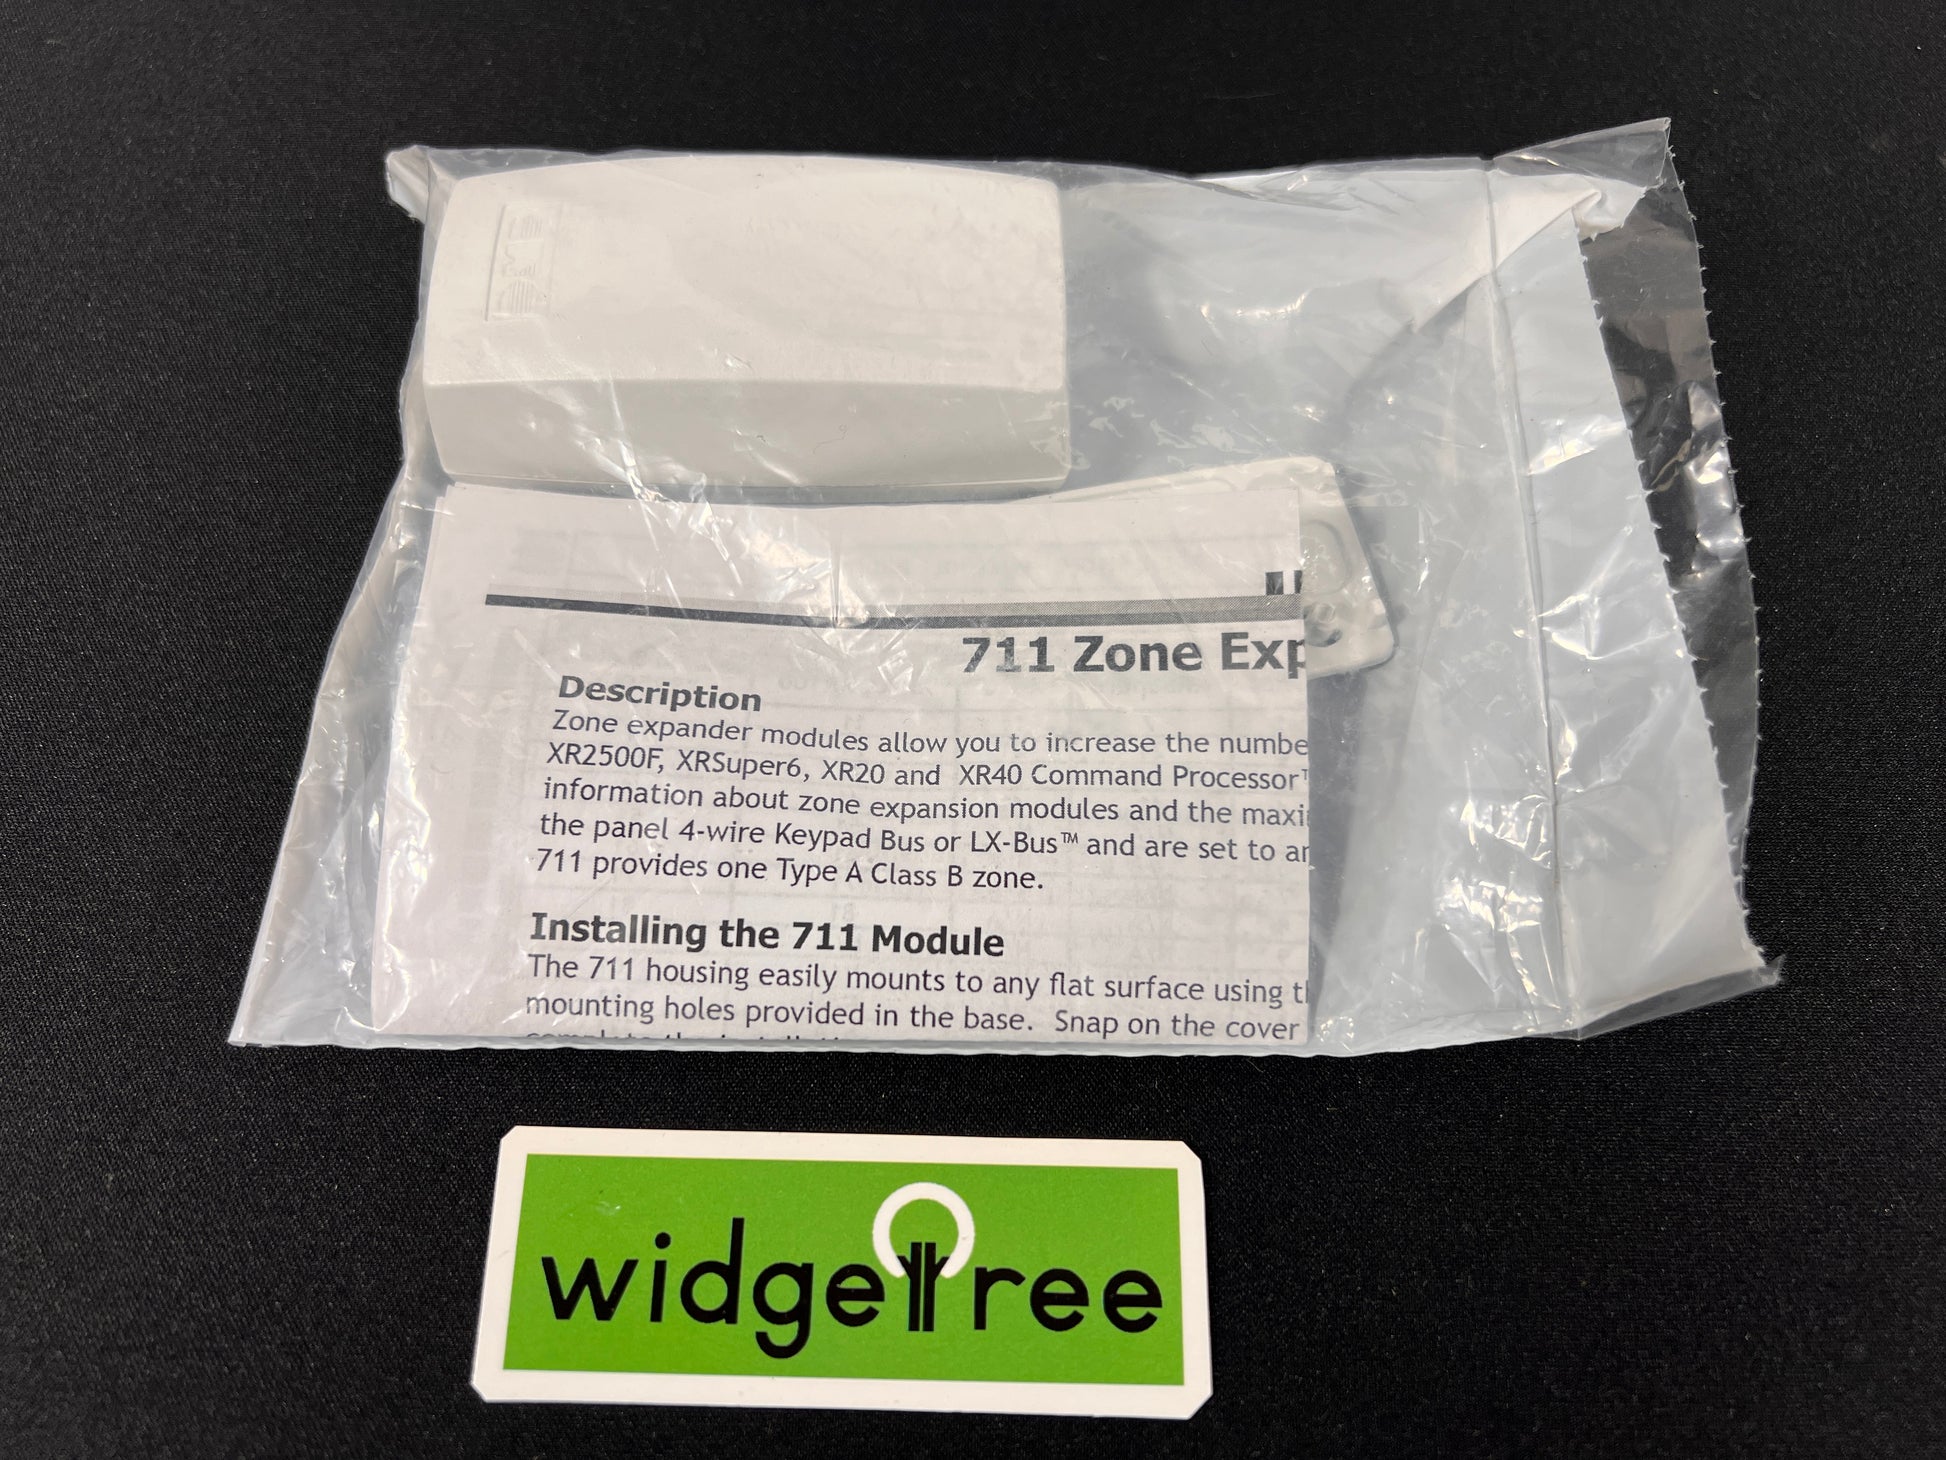 711 Zone Exp
Description
Zone expander modules allow you to increase the numbe
XR2500F, XRSuper6, XR20 and XR40 Command Processor™
information about zone expansion modules and the maxi
the panel 4-wire Keypad Bus or LX-Bus™ and are set to an
711 provides one Type A Class B zone.
Installing the 711 Module
The 711 housing easily mounts to any flat surface using t
mounting holes provided in the base. Snap on the cover
widgetree